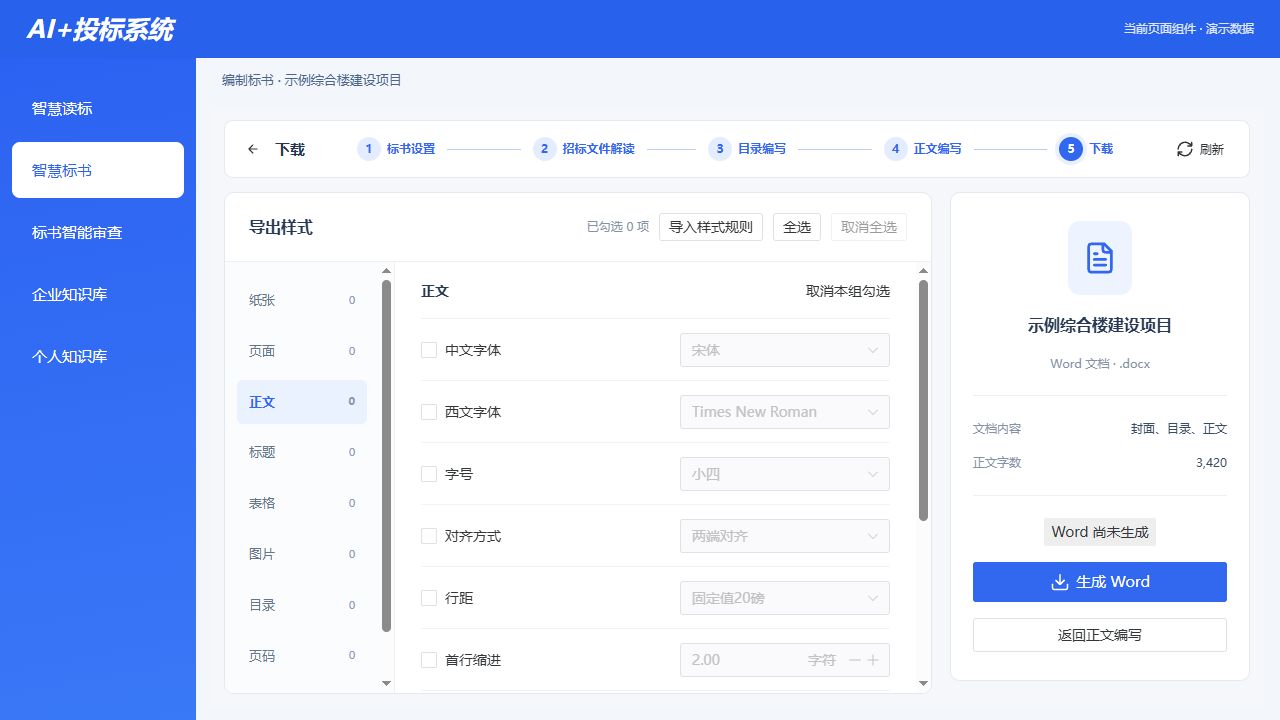 AI+投标系统
当前页面组件 · 演示数据
智慧读标
智慧标书
标书智能审查
企业知识库
个人知识库
编制标书 · 示例综合楼建设项目
下载
1 标书设置
2 招标文件解读
3 目录编写
4 正文编写
5 下载
刷新
导出样式
已勾选 0 项
导入样式规则
全选
取消全选
纸张 0
页面 0
正文 0
标题 0
表格 0
图片 0
目录 0
页码 0
正文
取消本组勾选
中文字体 宋体
西文字体 Times New Roman
字号 小四
对齐方式 两端对齐
行距 固定值20磅
首行缩进 2.00 字符
示例综合楼建设项目
Word 文档 · .docx
文档内容 封面、目录、正文
正文字数 3,420
Word 尚未生成
生成 Word
返回正文编写